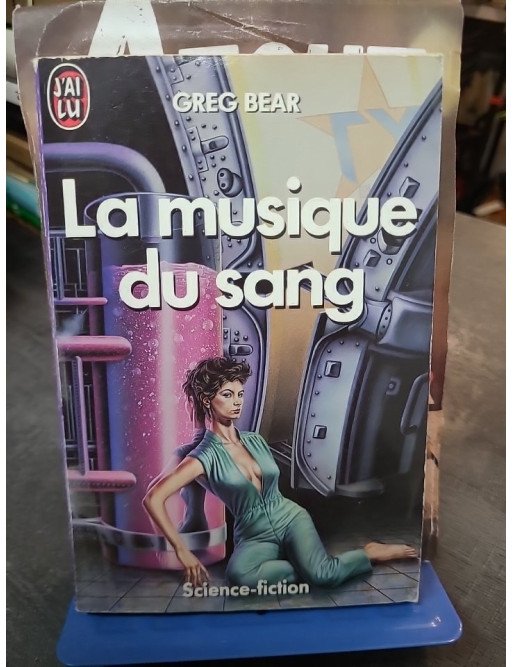 J'AI
LU
GREG BEAR
La musique
du sang
Science-fiction